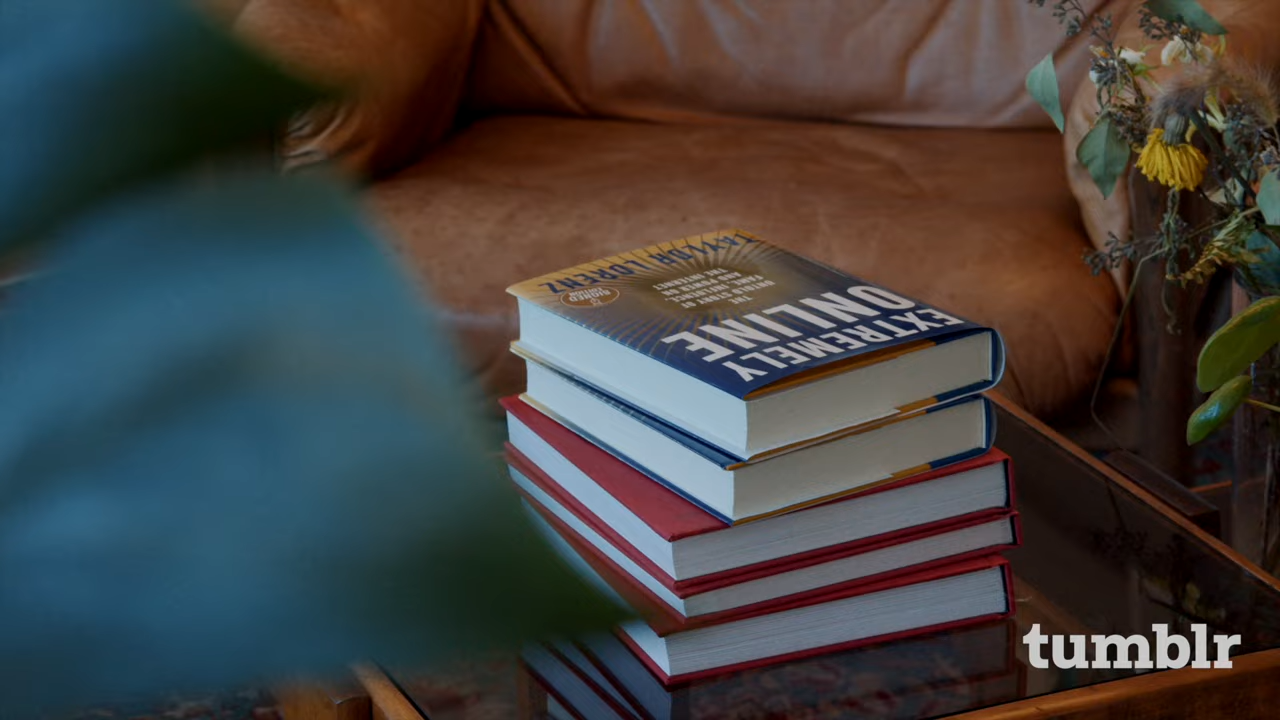 EXTREMELY
ONLINE
THE
UNTOLD STORY OF
FAME, INFLUENCE,
AND POWER ON
THE INTERNET
TAYLOR LORENZ
tumblr